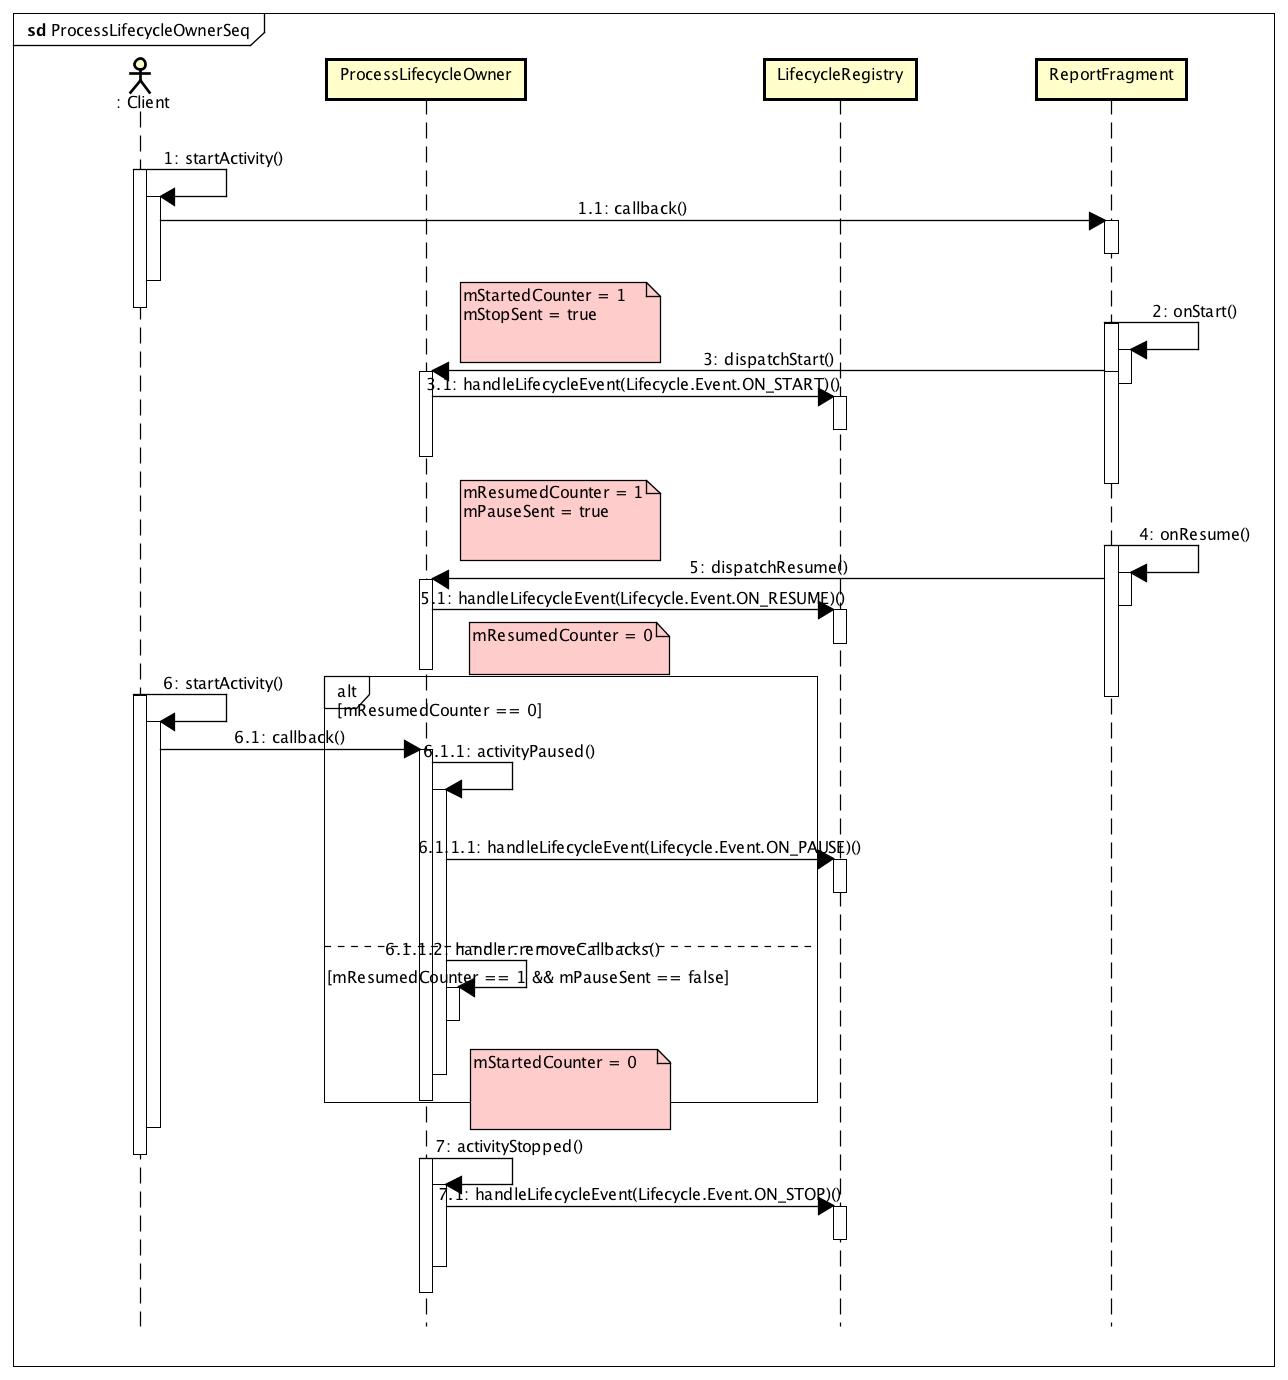 sd ProcessLifecycleOwnerSeq
: Client
ProcessLifecycleOwner
LifecycleRegistry
ReportFragment
1: startActivity()
1.1: callback()
mStartedCounter = 1
mStopSent = true
2: onStart()
3: dispatchStart()
3.1: handleLifecycleEvent(Lifecycle.Event.ON_START)()
mResumedCounter = 1
mPauseSent = true
4: onResume()
5: dispatchResume()
5.1: handleLifecycleEvent(Lifecycle.Event.ON_RESUME)()
mResumedCounter = 0
6: startActivity()
alt
[mResumedCounter == 0]
6.1: callback()
6.1.1: activityPaused()
6.1.1.1: handleLifecycleEvent(Lifecycle.Event.ON_PAUSE)()
6.1.1.2: handler.removeCallbacks()
[mResumedCounter == 1 && mPauseSent == false]
mStartedCounter = 0
7: activityStopped()
7.1: handleLifecycleEvent(Lifecycle.Event.ON_STOP)()